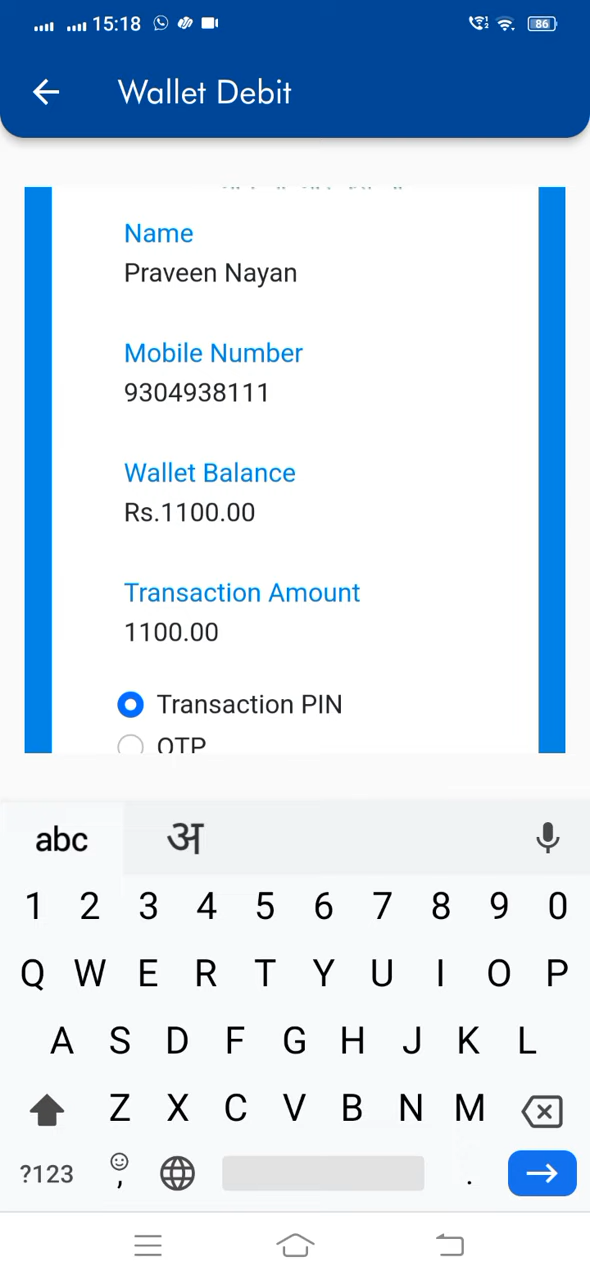 15:18
86
Wallet Debit
Name
Praveen Nayan
Mobile Number
9304938111
Wallet Balance
Rs.1100.00
Transaction Amount
1100.00
Transaction PIN
OTP
abc अ
1 2 3 4 5 6 7 8 9 0
Q W E R T Y U I O P
A S D F G H J K L
Z X C V B N M
?123 , .